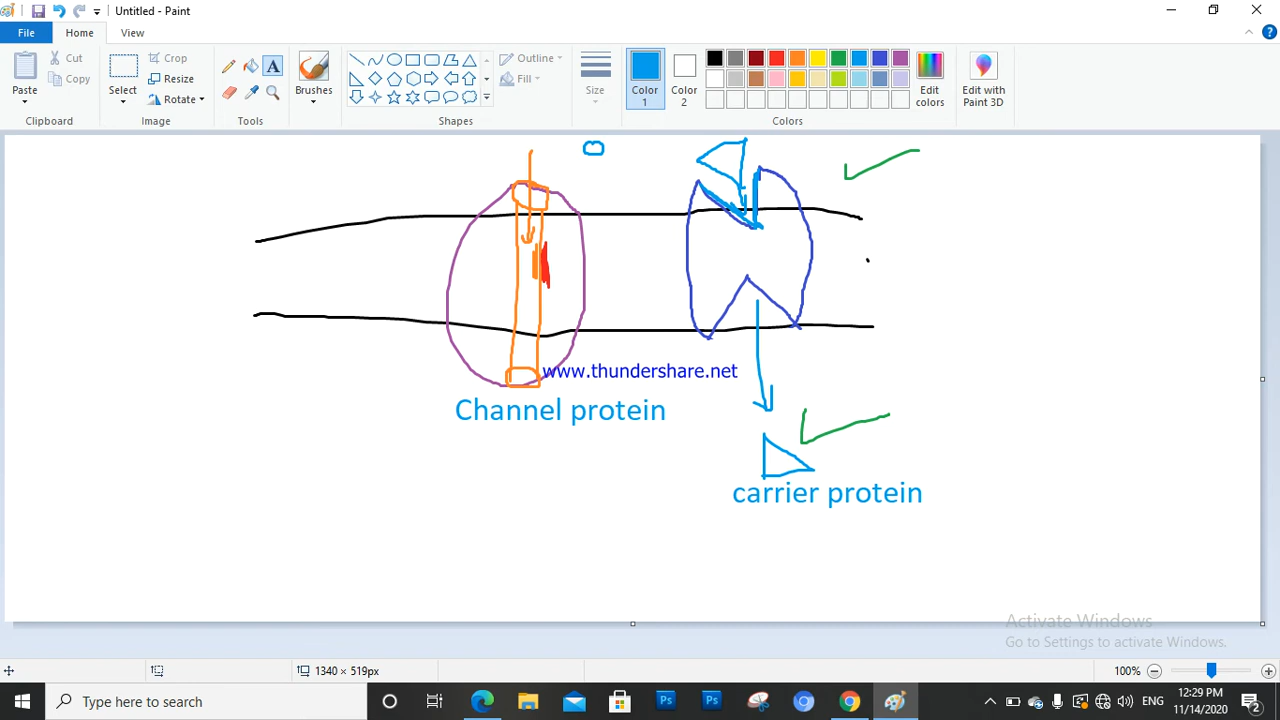 Untitled - Paint
File
Home
View
Paste
Cut
Copy
Clipboard
Select
Crop
Resize
Rotate
Image
A
Tools
Brushes
Shapes
Outline
Fill
Size
Color 1
Color 2
Edit colors
Colors
Edit with Paint 3D
www.thundershare.net
Channel protein
carrier protein
Activate Windows
Go to Settings to activate Windows.
1340 × 519px
100%
Type here to search
Ps
Ps
ENG
12:29 PM
11/14/2020
2